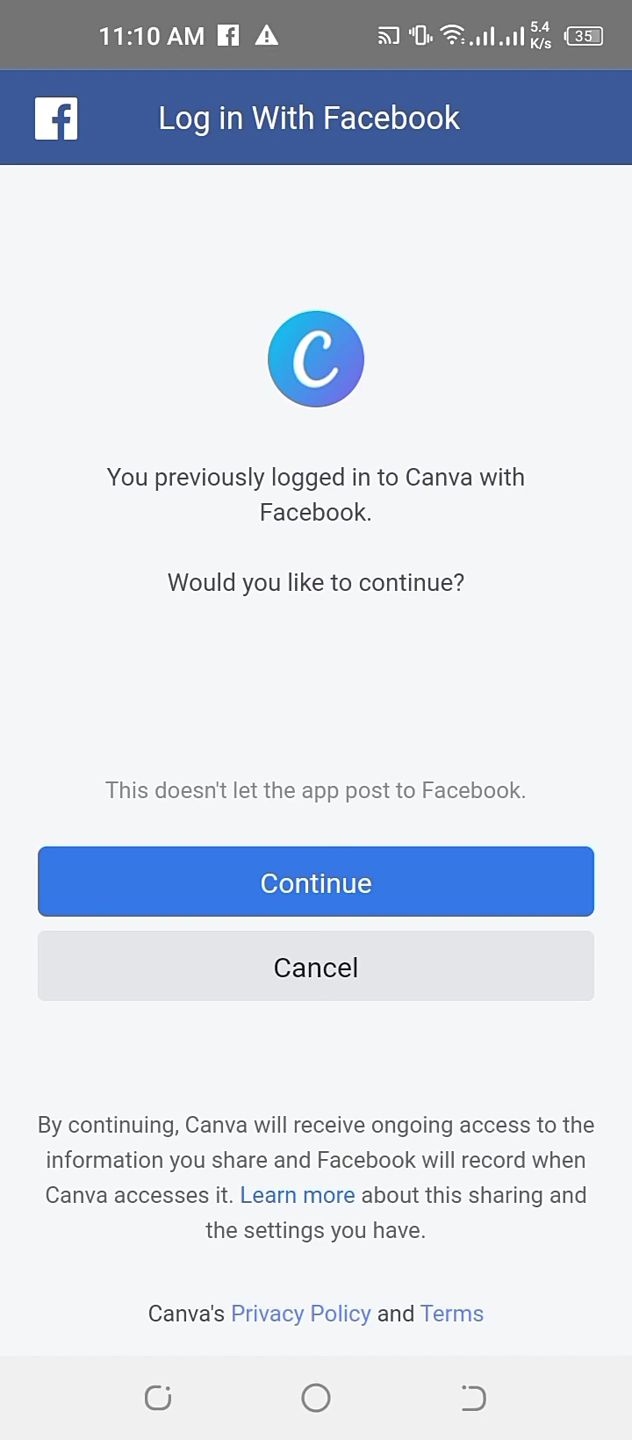 11:10 AM 5.4 K/s 35
Log in With Facebook
C
You previously logged in to Canva with
Facebook.
Would you like to continue?
This doesn't let the app post to Facebook.
Continue
Cancel
By continuing, Canva will receive ongoing access to the
information you share and Facebook will record when
Canva accesses it. Learn more about this sharing and
the settings you have.
Canva's Privacy Policy and Terms